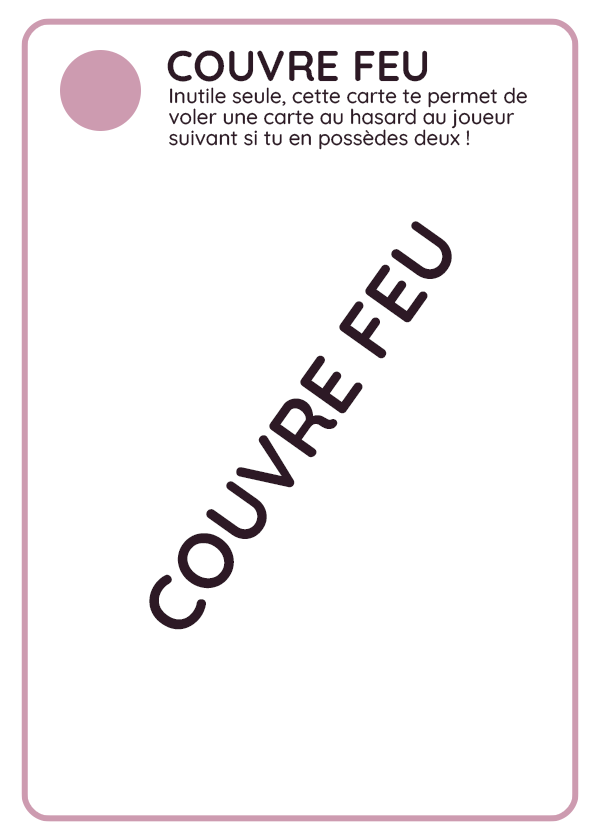 COUVRE FEU
Inutile seule, cette carte te permet de
voler une carte au hasard au joueur
suivant si tu en possèdes deux !
COUVRE FEU